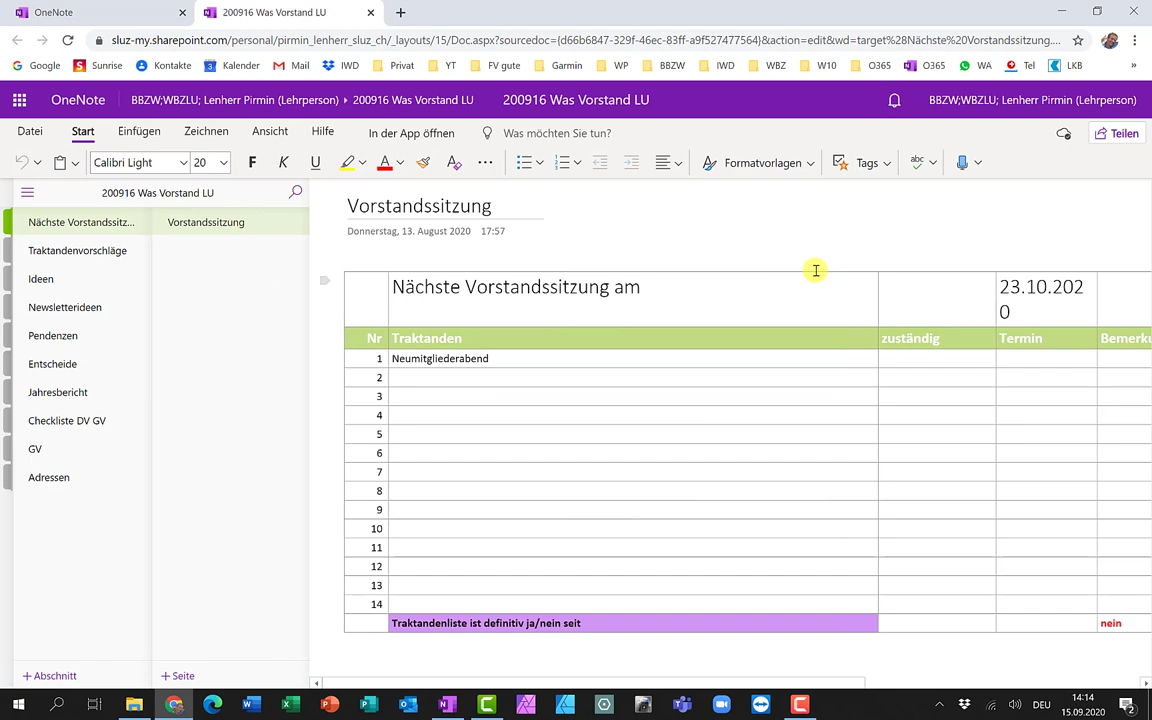 OneNote
200916 Was Vorstand LU
sluz-my.sharepoint.com/personal/pirmin_lenherr_sluz_ch/_layouts/15/Doc.aspx?sourcedoc={d66b6847-329f-46ec-83ff-a9f527477564}&action=edit&wd=target%28Nächste%20Vorstandssitzung....
Google Sunrise Kontakte Kalender Mail IWD Privat YT FV gute Garmin WP BBZW IWD WBZ W10 O365 O365 WA Tel LKB »
OneNote BBZW;WBZLU; Lenherr Pirmin (Lehrperson) 200916 Was Vorstand LU 200916 Was Vorstand LU BBZW;WBZLU; Lenherr Pirmin (Lehrperson)
Datei Start Einfügen Zeichnen Ansicht Hilfe In der App öffnen Was möchten Sie tun? Teilen
Calibri Light 20 F K U A Formatvorlagen Tags abc
200916 Was Vorstand LU
Nächste Vorstandssitz...
Traktandenvorschläge
Ideen
Newsletterideen
Pendenzen
Entscheide
Jahresbericht
Checkliste DV GV
GV
Adressen
+ Abschnitt
Vorstandssitzung
+ Seite
Vorstandssitzung
Donnerstag, 13. August 2020 17:57
Nächste Vorstandssitzung am 23.10.202
0
Nr Traktanden zuständig Termin Bemerku
1 Neumitgliederabend
2
3
4
5
6
7
8
9
10
11
12
13
14
Traktandenliste ist definitiv ja/nein seit nein
DEU
14:14
15.09.2020
2